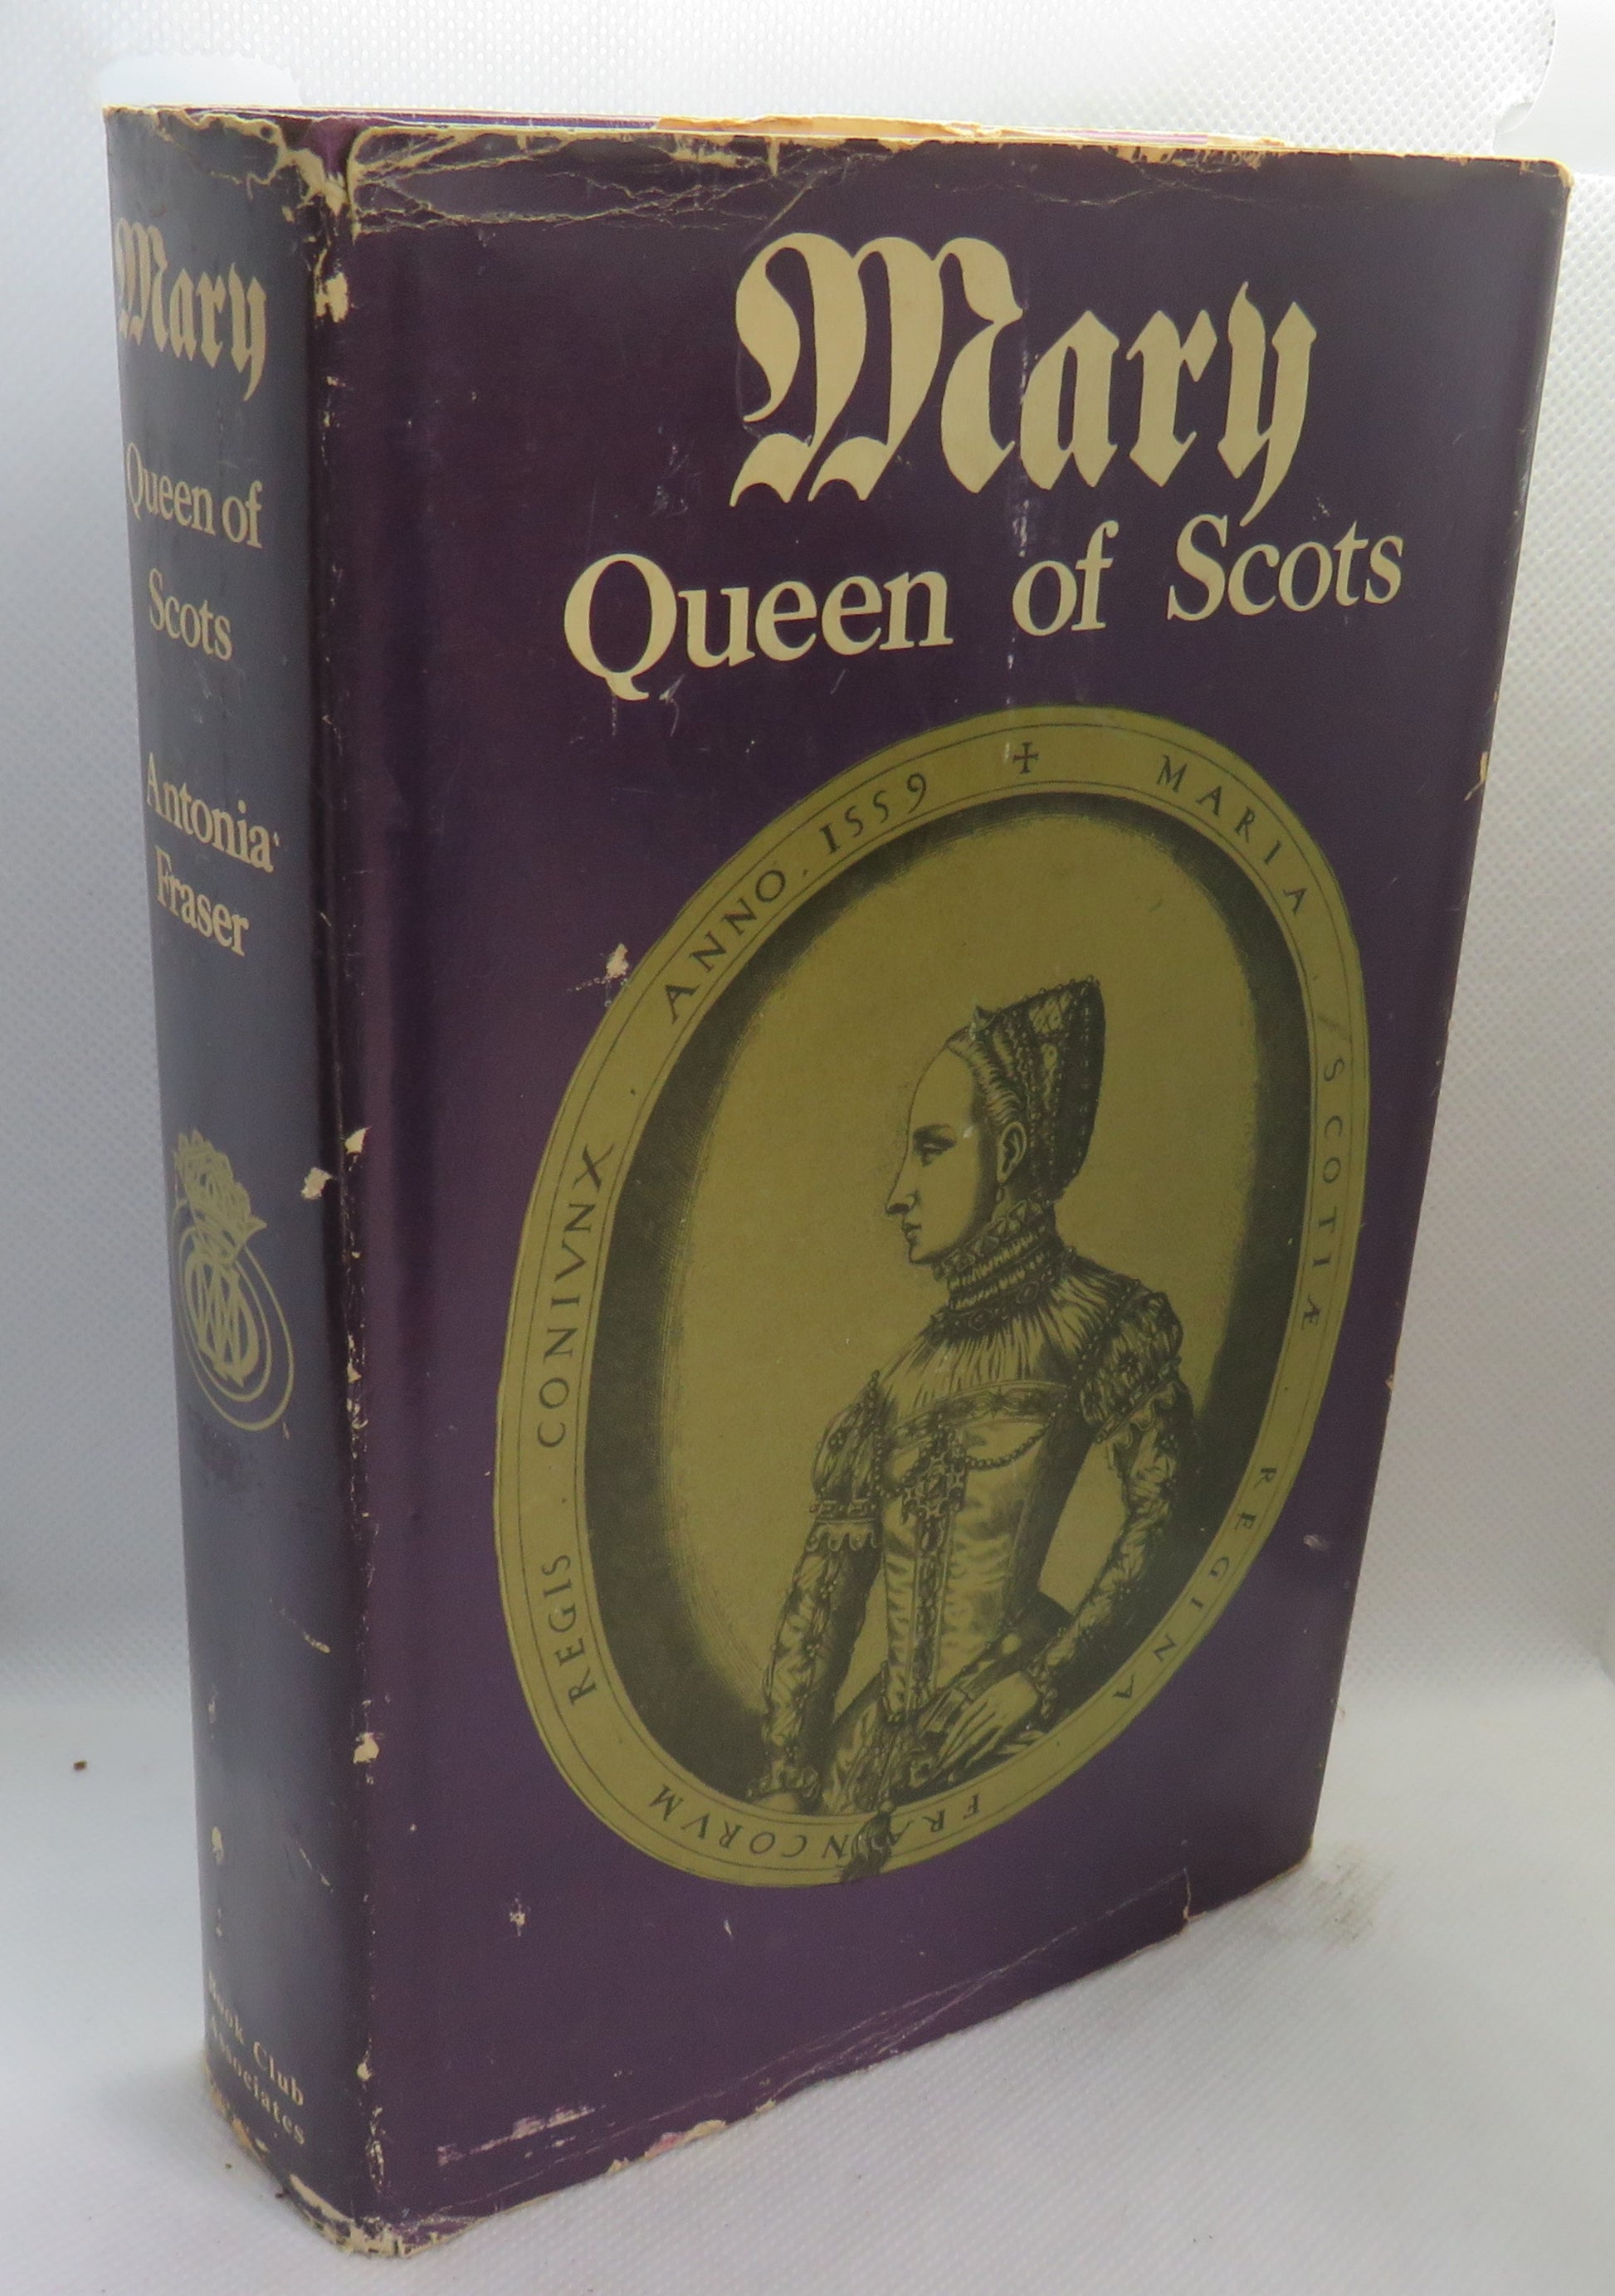 Mary
Queen of
Scots
Antonia
Fraser
Book Club
Associates
Mary
Queen of Scots
MARIA SCOTIÆ REGINA FRANCORVM REGIS . CONIVNX . ANNO . 1559 +